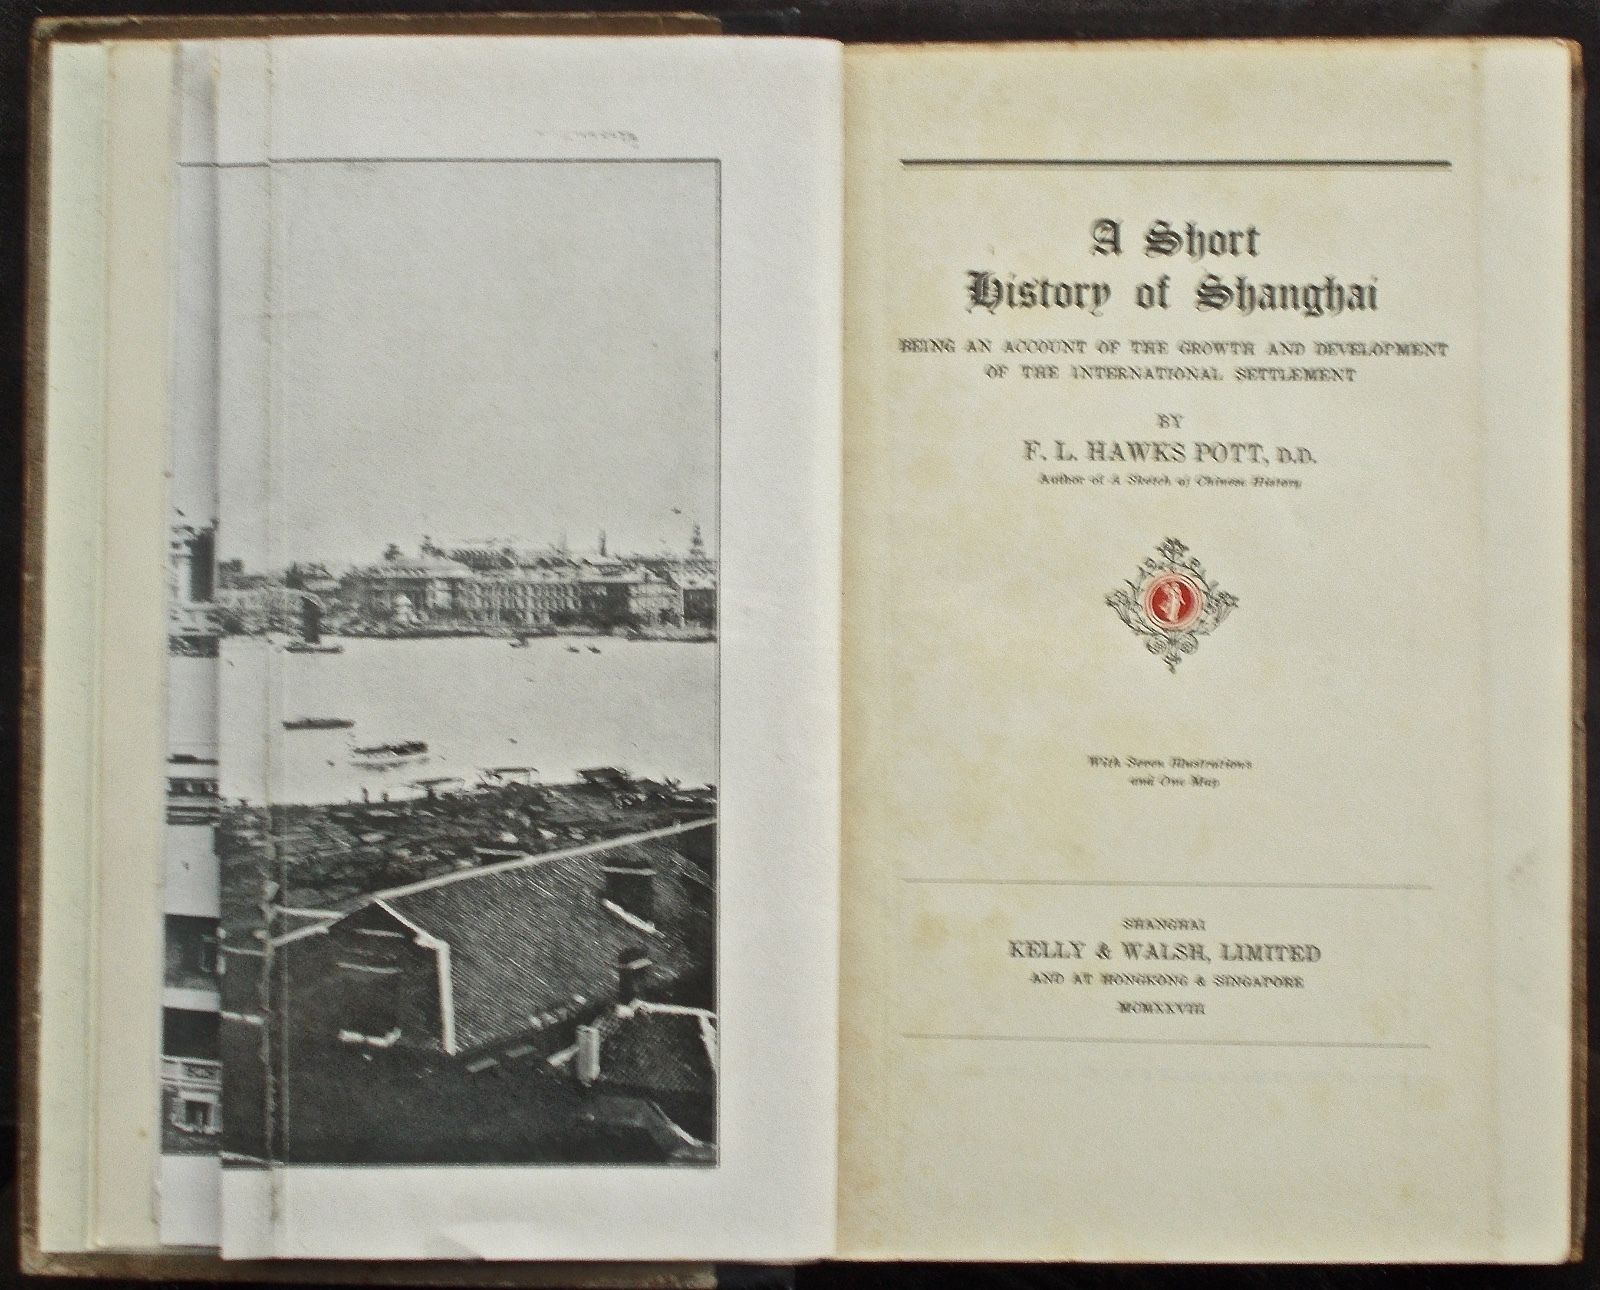 A Short
History of Shanghai
BEING AN ACCOUNT OF THE GROWTH AND DEVELOPMENT
OF THE INTERNATIONAL SETTLEMENT
BY
F. L. HAWKS POTT, D.D.
Author of A Sketch of Chinese History
With Seven Illustrations
and One Map
SHANGHAI
KELLY & WALSH, LIMITED
AND AT HONGKONG & SINGAPORE
MCMXXVIII